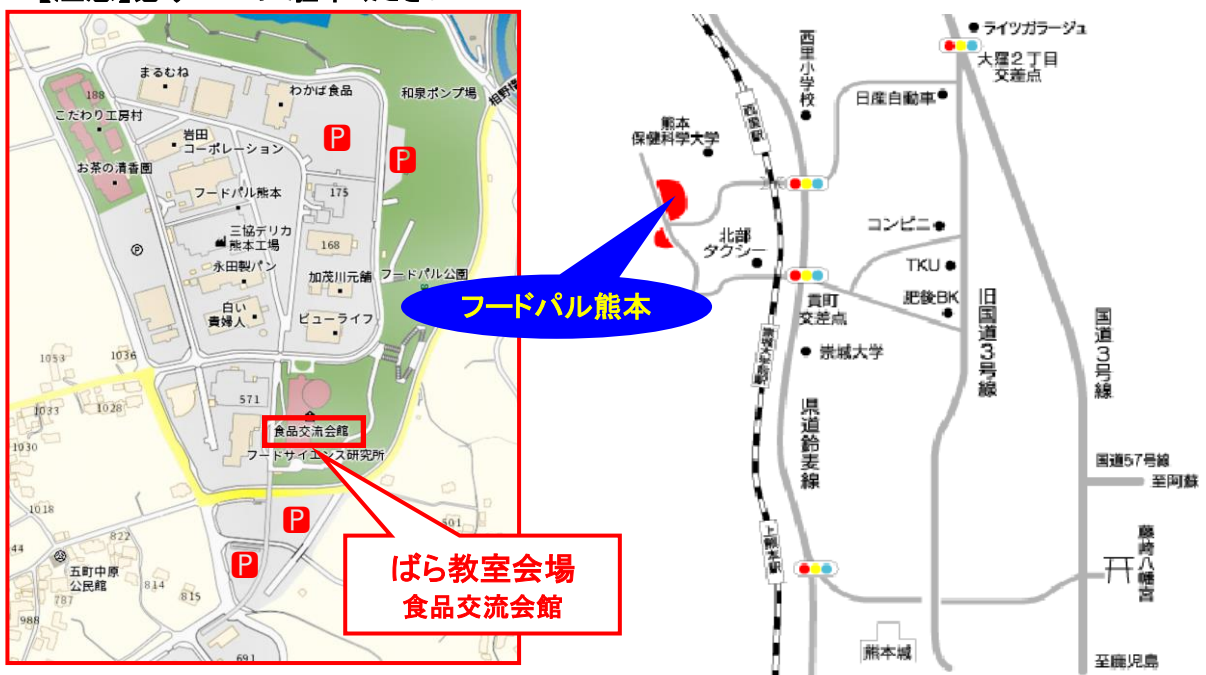 まるむね
わかば食品
和泉ポンプ場
188
こだわり工房村
岩田
コーポレーション
P
P
お茶の清香園
フードパル熊本
175
三協デリカ
熊本工場
168
永田製パン
加茂川元舗
フードパル公園
白い
貴婦人
ビューライフ
1053
1036
571
1033
1028
食品交流会館
フードサイエンス研究所
1030
1018
P
501
822
P
五町中原
公民館
814
787
815
988
691
ばら教室会場
食品交流会館
フードパル熊本
ライツガラージュ
大窪2丁目
交差点
西里小学校
日産自動車
西里駅
熊本
保健科学大学
北部
タクシー
コンビニ
TKU
肥後BK
貢町
交差点
崇城大学
旧国道3号線
国道3号線
県道鈴麦線
国道57号線
至阿蘇
上熊本駅
藤崎八幡宮
熊本城
至鹿児島